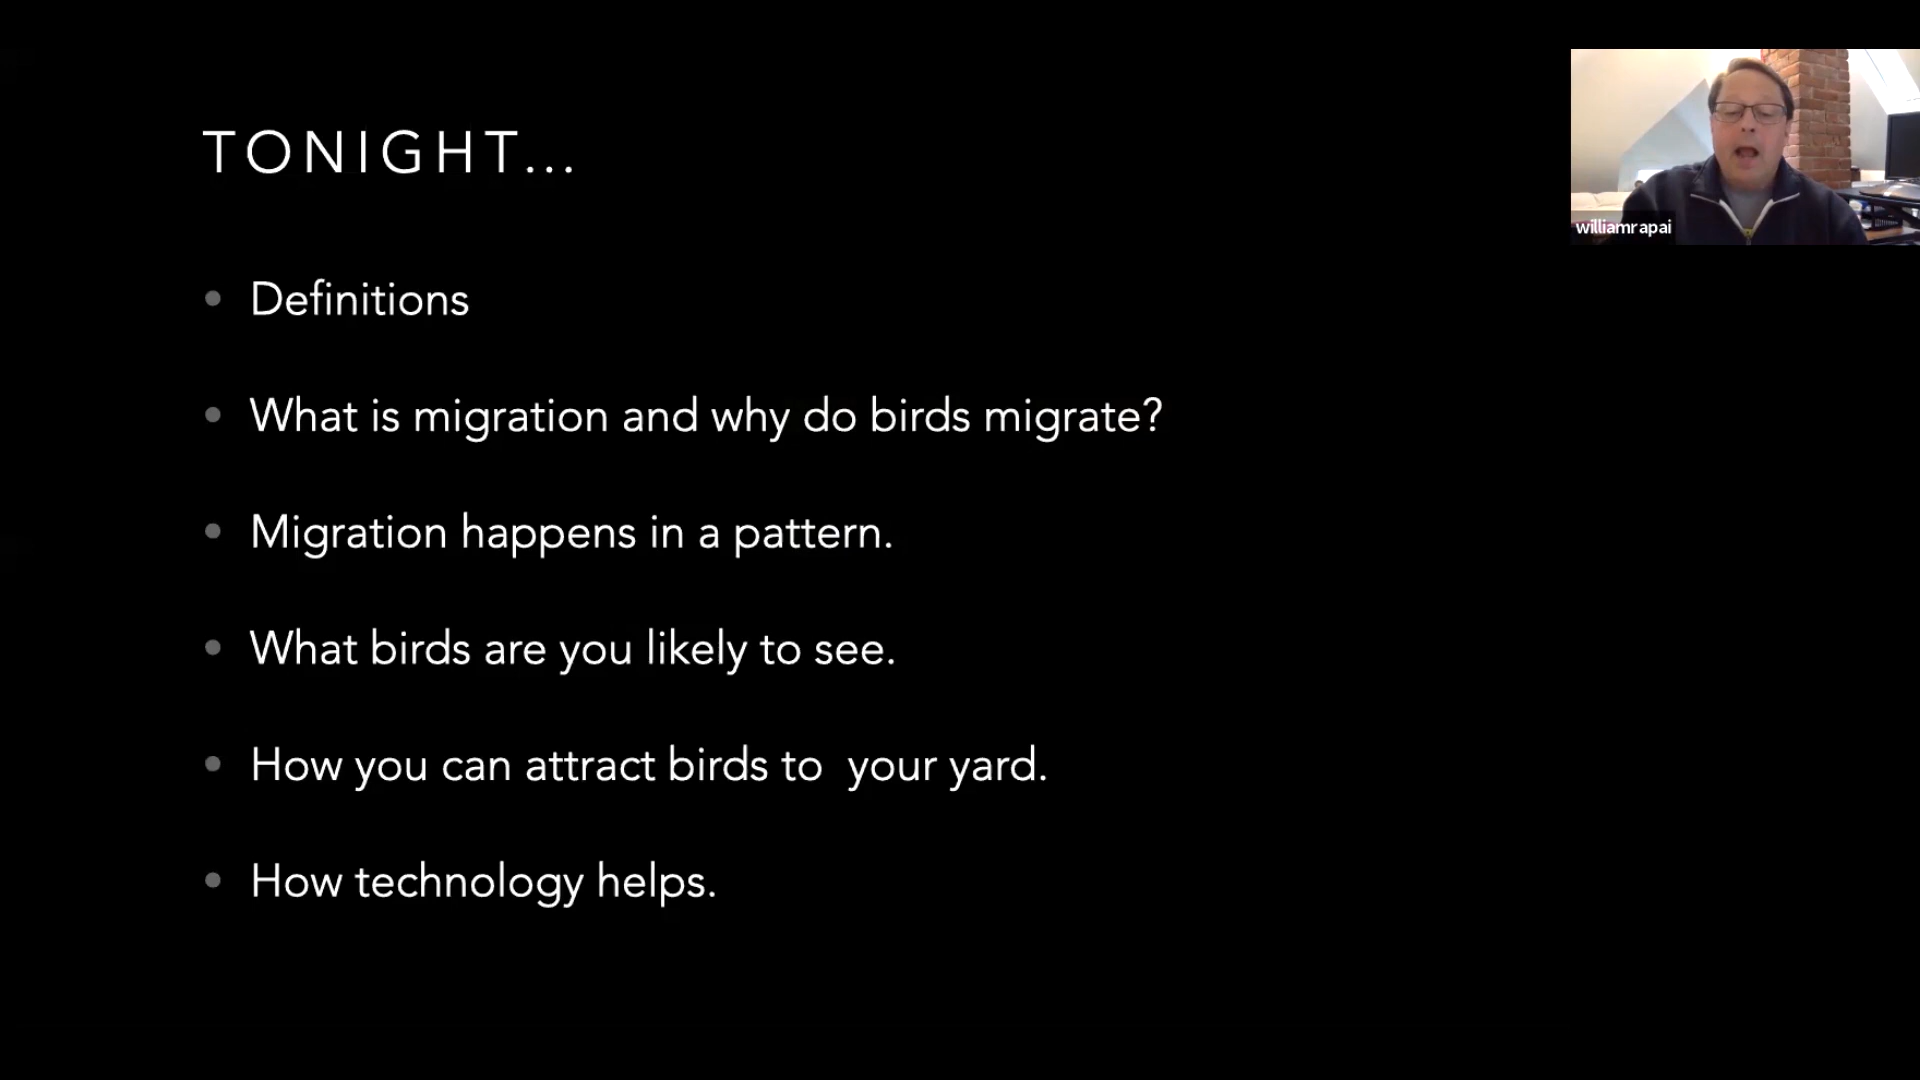 TONIGHT...
williamrapai
• Definitions
• What is migration and why do birds migrate?
• Migration happens in a pattern.
• What birds are you likely to see.
• How you can attract birds to  your yard.
• How technology helps.